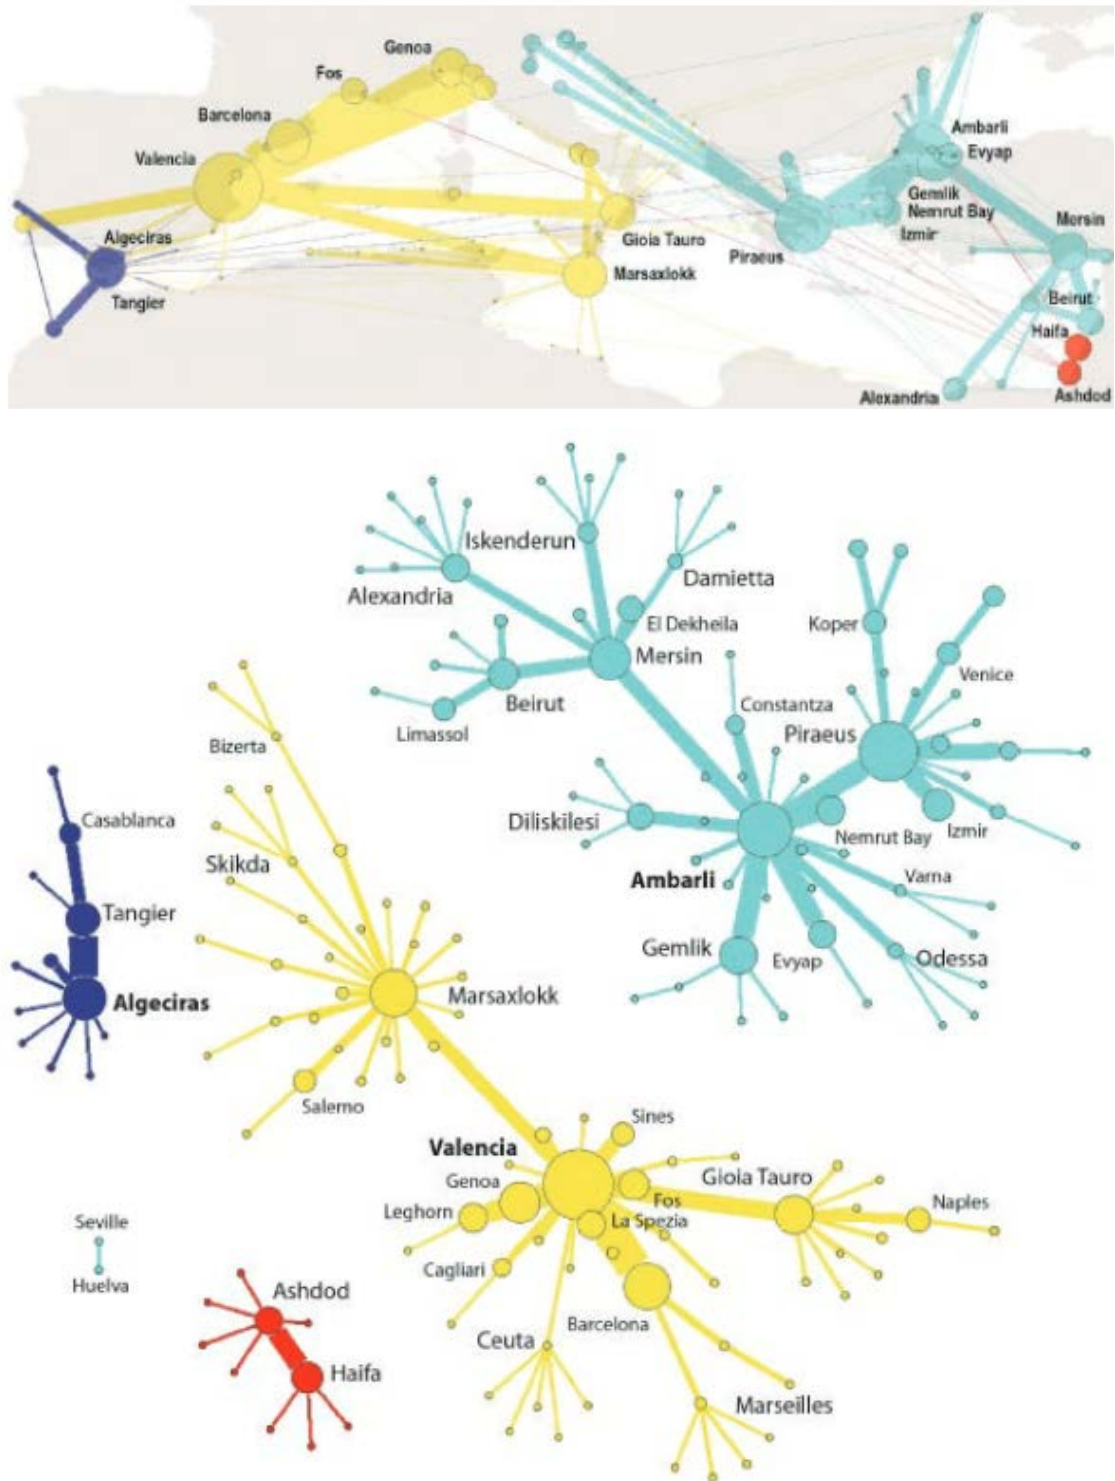 Genoa
Fos
Barcelona
Valencia
Algeciras
Tangier
Gioia Tauro
Marsaxlokk
Piraeus
Ambarli
Evyap
Gemlik
Nemrut Bay
Izmir
Mersin
Beirut
Haifa
Alexandria
Ashdod
Iskenderun
Alexandria
Damietta
El Dekheila
Mersin
Koper
Venice
Beirut
Limassol
Constantza
Piraeus
Bizerta
Casablanca
Diliskilesi
Nemrut Bay
Izmir
Skikda
Ambarli
Varna
Tangier
Gemlik
Evyap
Odessa
Algeciras
Marsaxlokk
Salerno
Sines
Valencia
Genoa
Gioia Tauro
Leghorn
Fos
La Spezia
Naples
Seville
Cagliari
Huelva
Ashdod
Barcelona
Ceuta
Haifa
Marseilles